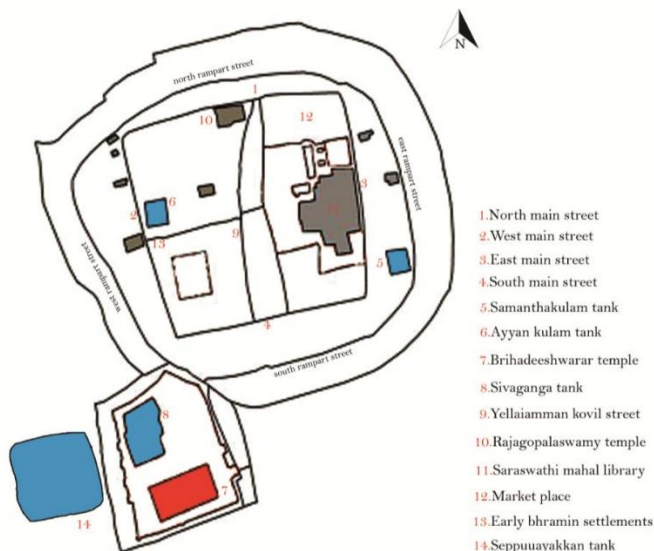 N
north rampart street
1
10
12
east rampart street
3
6
2
11
13
9
5
west rampart street
4
south rampart street
8
7
14
1.North main street
2.West main street
3.East main street
4.South main street
5.Samanthakulam tank
6.Ayyan kulam tank
7.Brihadeeshwarar temple
8.Sivaganga tank
9.Yellaiamman kovil street
10.Rajagopalaswamy temple
11.Saraswathi mahal library
12.Market place
13.Early bhramin settlements
14.Seppuuayakkan tank